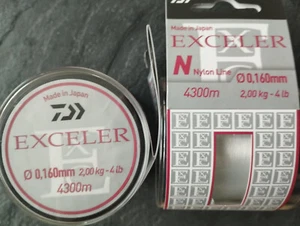 Made in Japan
DAIWA
EXCELER
Ø 0,160mm 2,00 kg - 4 lb
4300m
Made in Japan
EXCELER
N Nylon Line
Ø 0,160mm
4300m 2,00 kg - 4 lb